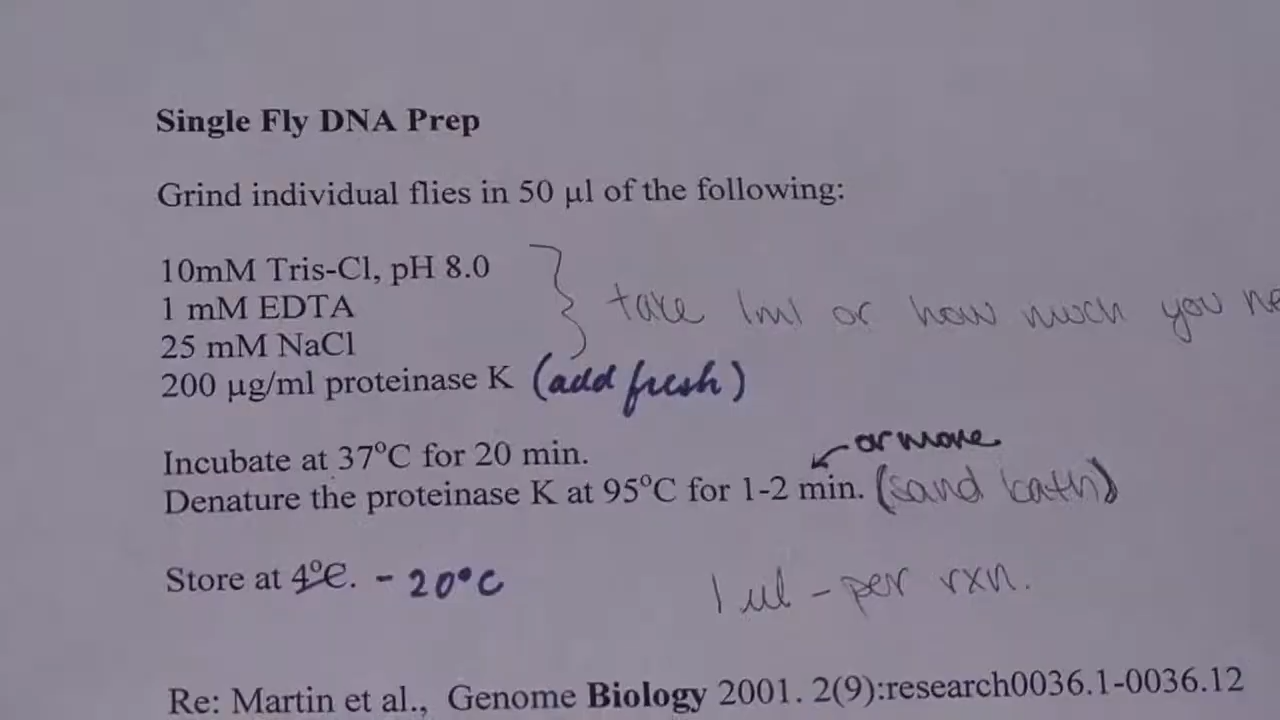 Single Fly DNA Prep
Grind individual flies in 50 µl of the following:
10mM Tris-Cl, pH 8.0
1 mM EDTA
take 1ml or how much you
25 mM NaCl
200 µg/ml proteinase K (add fresh)
or more
Incubate at 37°C for 20 min.
Denature the proteinase K at 95°C for 1-2 min. (sand bath)
Store at 4°C. - 20°C
1 ul - per rxn.
Re: Martin et al., Genome Biology 2001. 2(9):research0036.1-0036.12